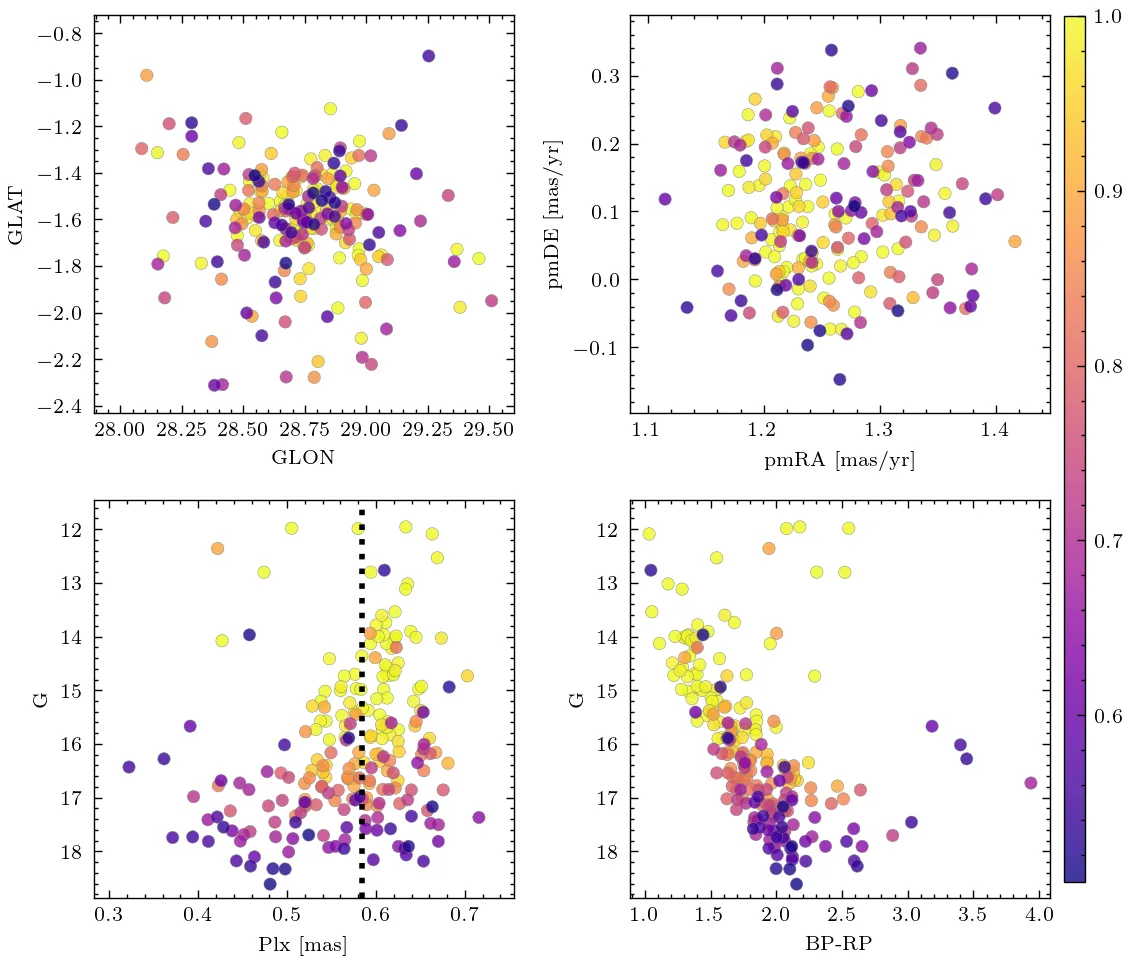 −0.8
−1.0
−1.2
−1.4
−1.6
−1.8
−2.0
−2.2
−2.4
GLAT
28.00 28.25 28.50 28.75 29.00 29.25 29.50
GLON
0.3
0.2
0.1
0.0
−0.1
pmDE [mas/yr]
1.1 1.2 1.3 1.4
pmRA [mas/yr]
1.0
0.9
0.8
0.7
0.6
12
13
14
15
16
17
18
G
0.3 0.4 0.5 0.6 0.7
Plx [mas]
12
13
14
15
16
17
18
G
1.0 1.5 2.0 2.5 3.0 3.5 4.0
BP-RP